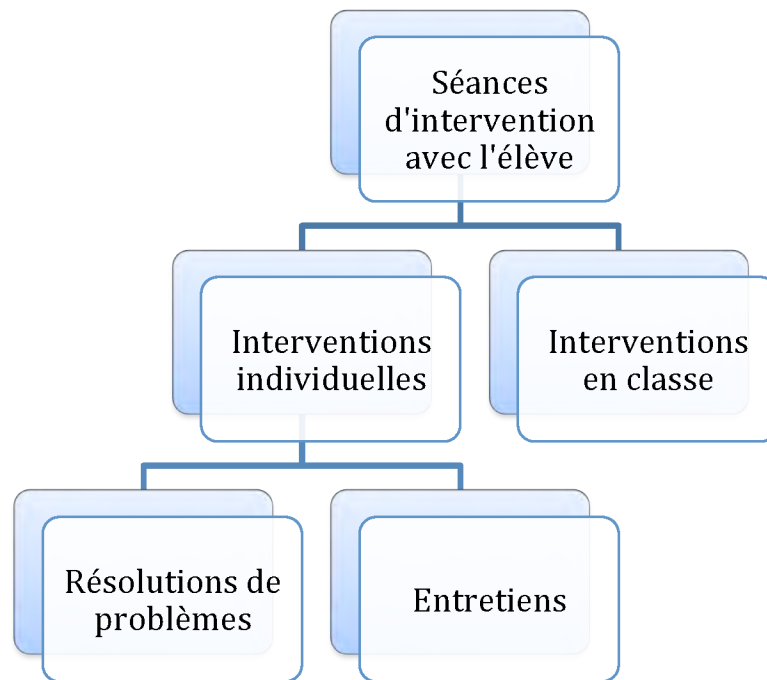 Séances
d'intervention
avec l'élève
Interventions
individuelles
Interventions
en classe
Résolutions de
problèmes
Entretiens